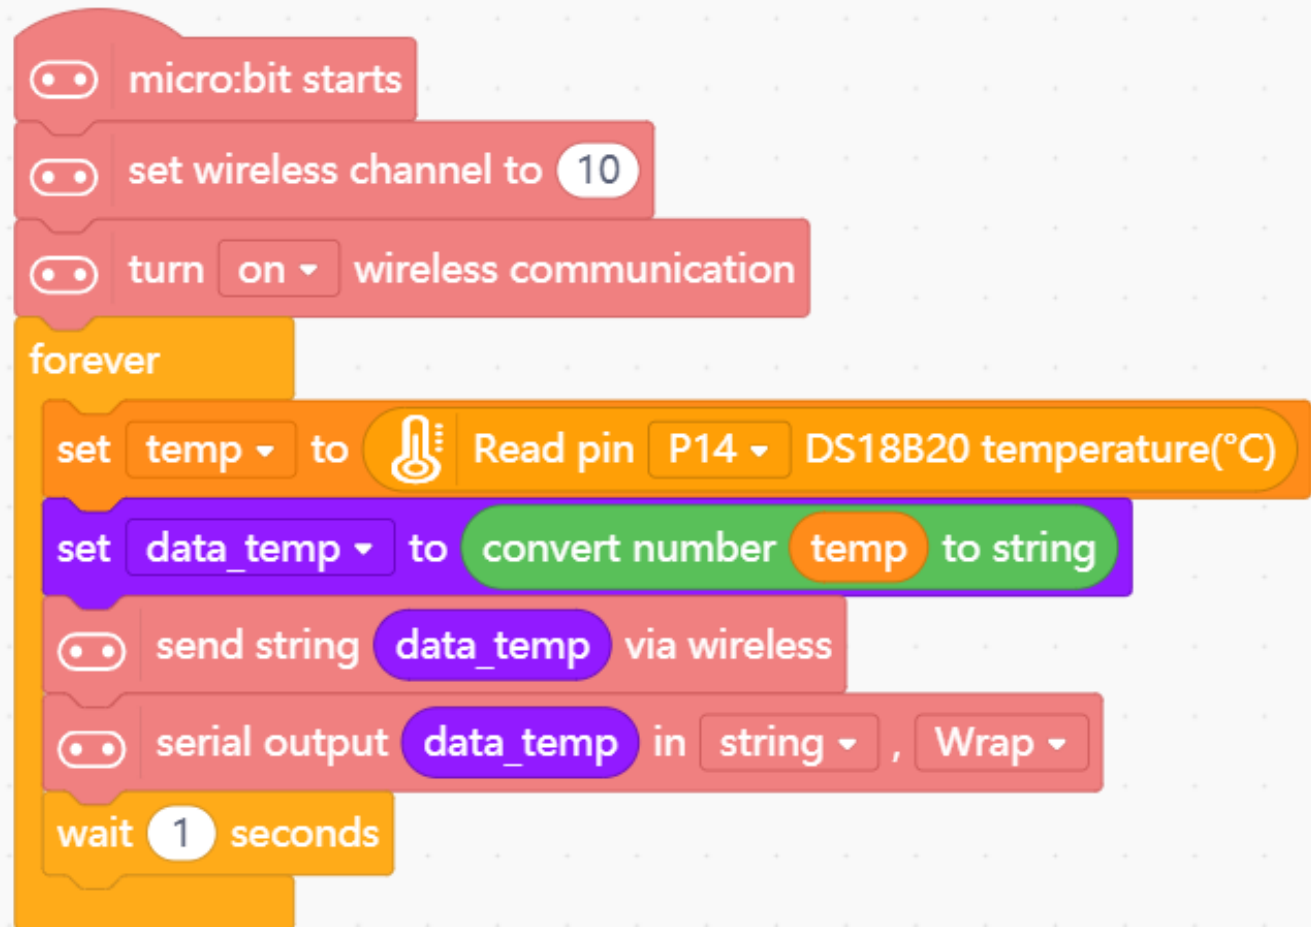 micro:bit starts
set wireless channel to 10
turn on wireless communication
forever
set temp to Read pin P14 DS18B20 temperature(°C)
set data_temp to convert number temp to string
send string data_temp via wireless
serial output data_temp in string , Wrap
wait 1 seconds